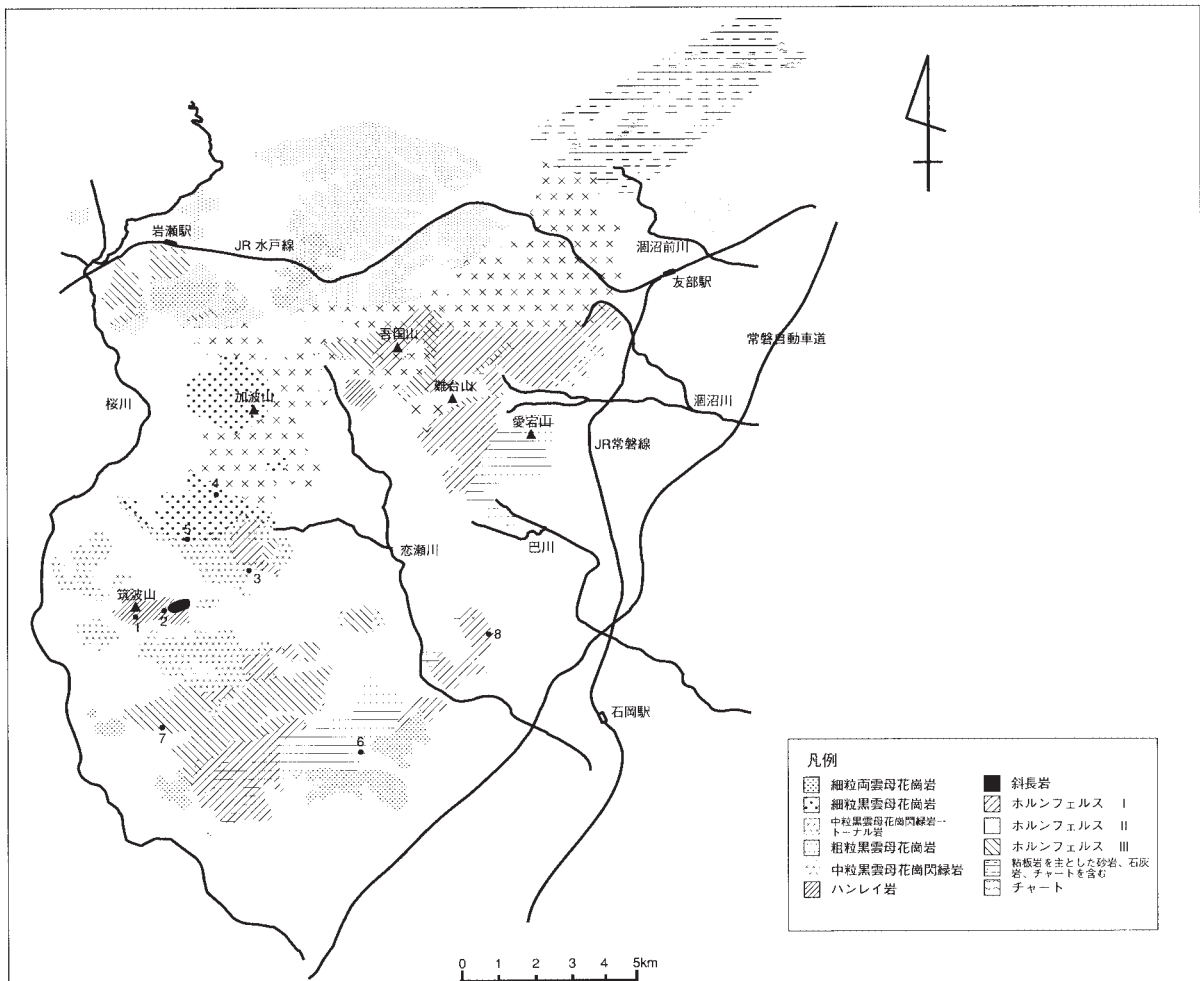 岩瀬駅
JR 水戸線
涸沼前川
友部駅
常磐自動車道
吾国山
難台山
加波山
桜川
涸沼川
愛宕山
JR常磐線
4
5
恋瀬川
巴川
3
筑波山
1
2
8
石岡駅
7
6
凡例
細粒両雲母花崗岩
細粒黒雲母花崗岩
中粒黒雲母花崗閃緑岩ー
トーナル岩
粗粒黒雲母花崗岩
中粒黒雲母花崗閃緑岩
ハンレイ岩
斜長岩
ホルンフェルス Ⅰ
ホルンフェルス Ⅱ
ホルンフェルス Ⅲ
粘板岩を主とした砂岩、石灰
岩、チャートを含む
チャート
0 1 2 3 4 5km